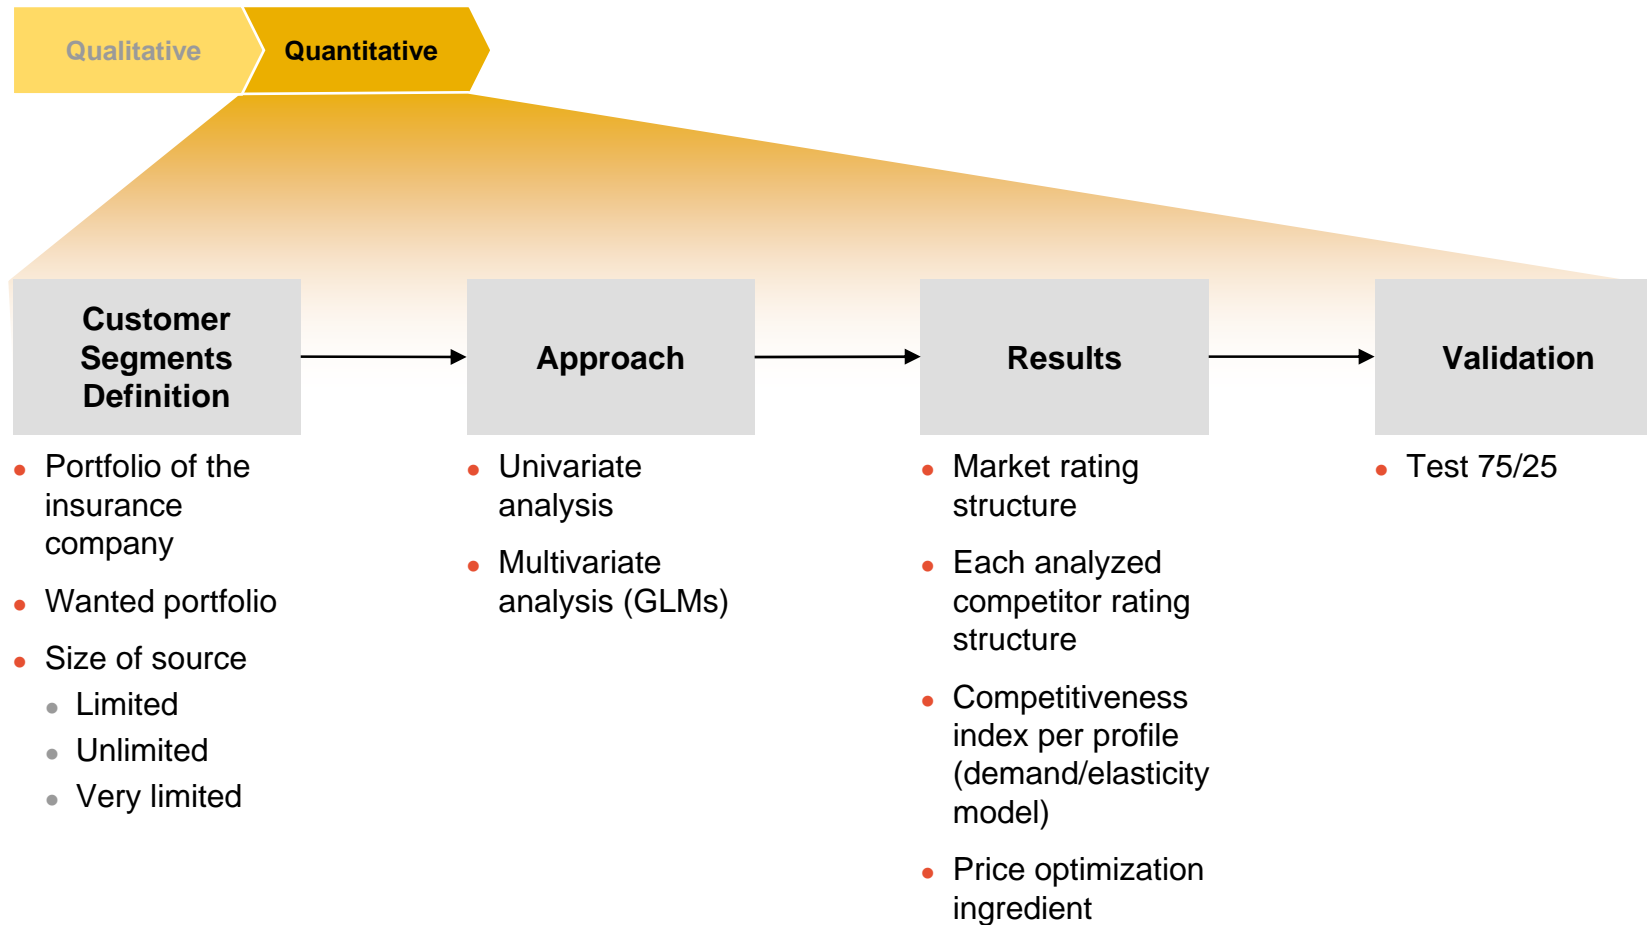 Qualitative
Quantitative
Customer
Segments
Definition
Approach
Results
Validation
• Portfolio of the
insurance
company
• Wanted portfolio
• Size of source
• Limited
• Unlimited
• Very limited
• Univariate
analysis
• Multivariate
analysis (GLMs)
• Market rating
structure
• Each analyzed
competitor rating
structure
• Competitiveness
index per profile
(demand/elasticity
model)
• Price optimization
ingredient
• Test 75/25